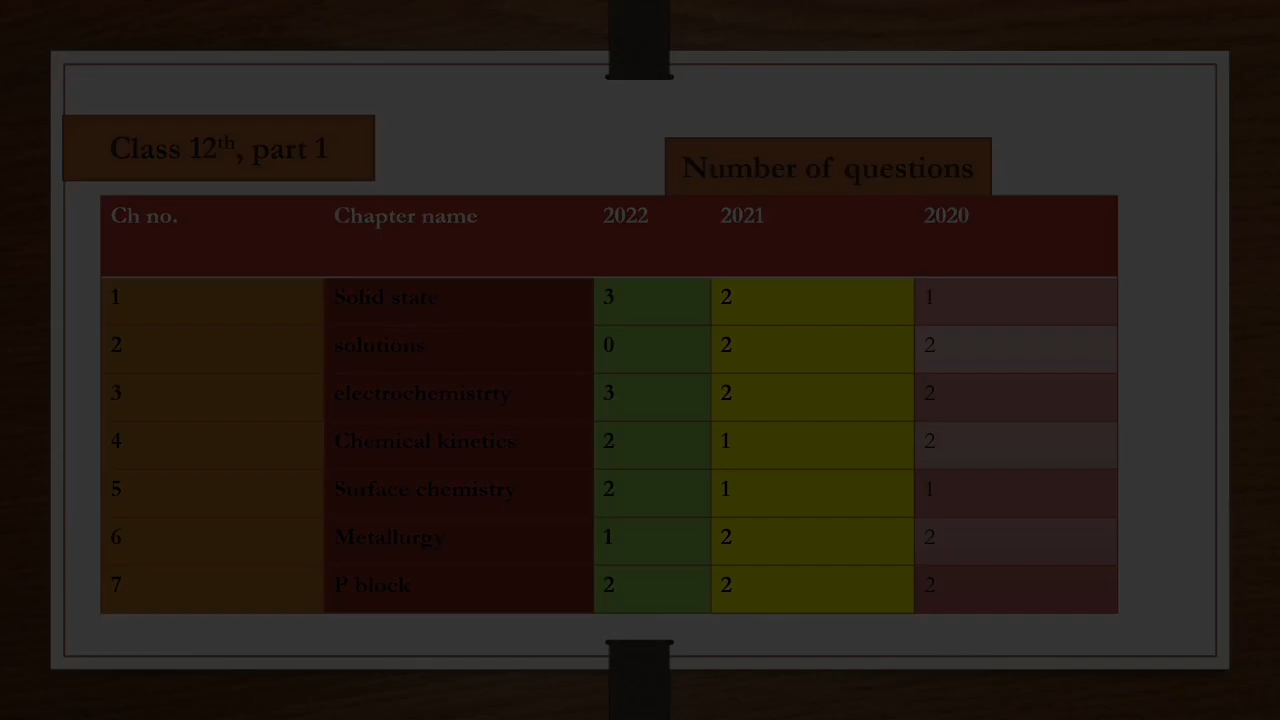 Class 12th, part 1
Number of questions
Ch no. Chapter name 2022 2021 2020
1 Solid state 3 2 1
2 solutions 0 2 2
3 electrochemistrty 3 2 2
4 Chemical kinetics 2 1 2
5 Surface chemistry 2 1 1
6 Metallurgy 1 2 2
7 P block 2 2 2